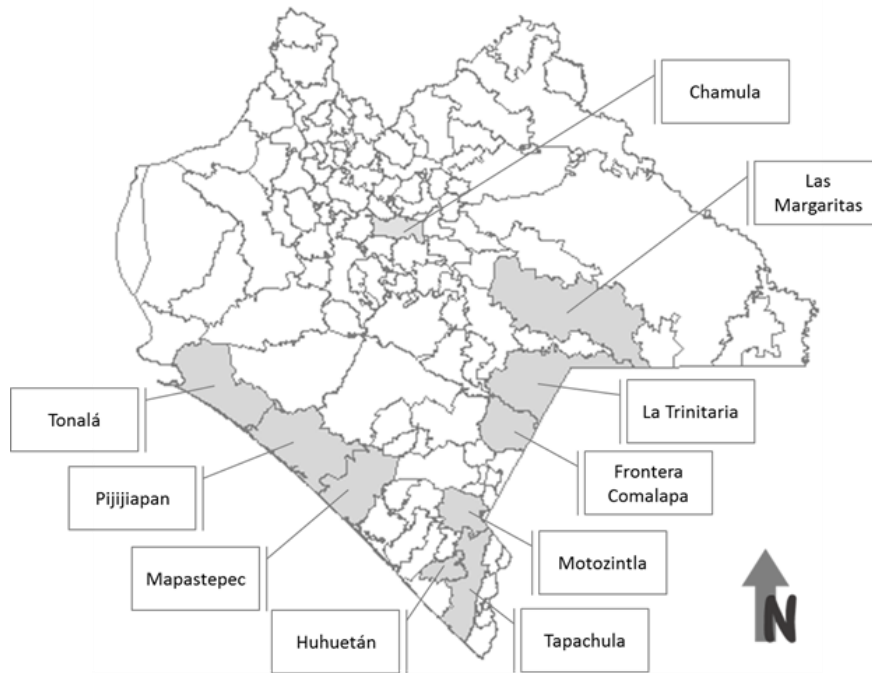 Chamula
Las
Margaritas
Tonalá
La Trinitaria
Pijijiapan
Frontera
Comalapa
Mapastepec
Motozintla
Huhuetán
Tapachula
N